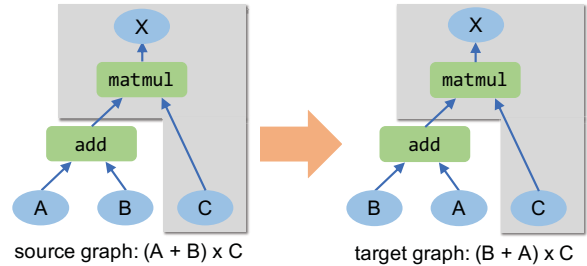 X
matmul
add
A
B
C
source graph: (A + B) x C
X
matmul
add
B
A
C
target graph: (B + A) x C